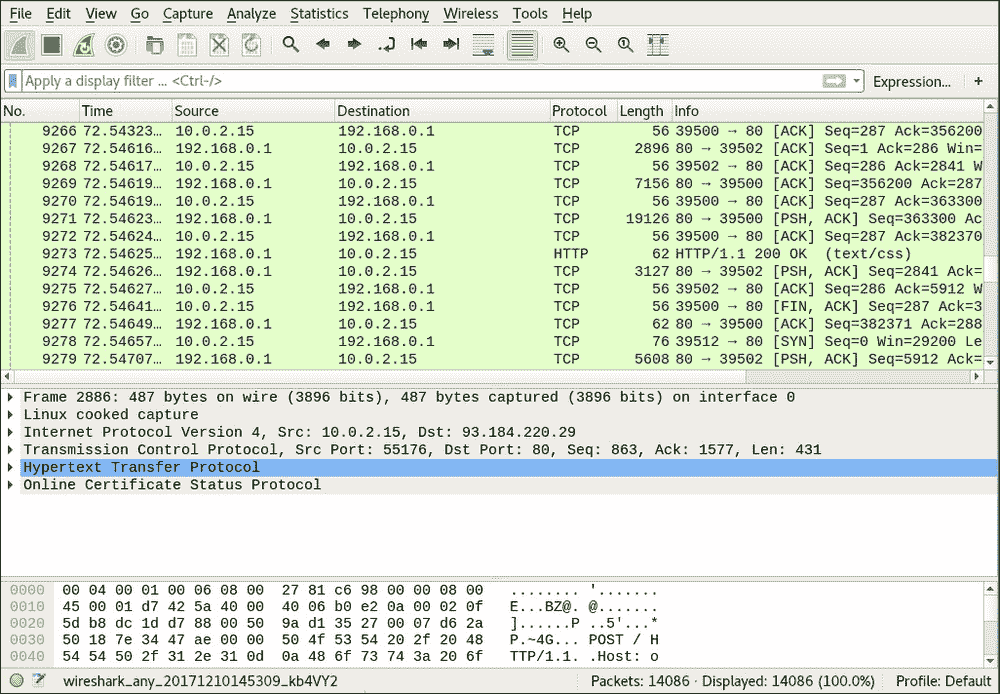 File Edit View Go Capture Analyze Statistics Telephony Wireless Tools Help
Apply a display filter ... <Ctrl-/> Expression... +
No. Time Source Destination Protocol Length Info
9266 72.54323… 10.0.2.15 192.168.0.1 TCP 56 39500 → 80 [ACK] Seq=287 Ack=356200
9267 72.54616… 192.168.0.1 10.0.2.15 TCP 2896 80 → 39502 [ACK] Seq=1 Ack=286 Win=
9268 72.54617… 10.0.2.15 192.168.0.1 TCP 56 39502 → 80 [ACK] Seq=286 Ack=2841 W
9269 72.54619… 192.168.0.1 10.0.2.15 TCP 7156 80 → 39500 [ACK] Seq=356200 Ack=287
9270 72.54619… 10.0.2.15 192.168.0.1 TCP 56 39500 → 80 [ACK] Seq=287 Ack=363300
9271 72.54623… 192.168.0.1 10.0.2.15 TCP 19126 80 → 39500 [PSH, ACK] Seq=363300 Ac
9272 72.54624… 10.0.2.15 192.168.0.1 TCP 56 39500 → 80 [ACK] Seq=287 Ack=382370
9273 72.54625… 192.168.0.1 10.0.2.15 HTTP 62 HTTP/1.1 200 OK (text/css)
9274 72.54626… 192.168.0.1 10.0.2.15 TCP 3127 80 → 39502 [PSH, ACK] Seq=2841 Ack=
9275 72.54627… 10.0.2.15 192.168.0.1 TCP 56 39502 → 80 [ACK] Seq=286 Ack=5912 W
9276 72.54641… 10.0.2.15 192.168.0.1 TCP 56 39500 → 80 [FIN, ACK] Seq=287 Ack=3
9277 72.54649… 192.168.0.1 10.0.2.15 TCP 62 80 → 39500 [ACK] Seq=382371 Ack=288
9278 72.54657… 10.0.2.15 192.168.0.1 TCP 76 39512 → 80 [SYN] Seq=0 Win=29200 Le
9279 72.54707… 192.168.0.1 10.0.2.15 TCP 5608 80 → 39502 [PSH, ACK] Seq=5912 Ack=
Frame 2886: 487 bytes on wire (3896 bits), 487 bytes captured (3896 bits) on interface 0
Linux cooked capture
Internet Protocol Version 4, Src: 10.0.2.15, Dst: 93.184.220.29
Transmission Control Protocol, Src Port: 55176, Dst Port: 80, Seq: 863, Ack: 1577, Len: 431
Hypertext Transfer Protocol
Online Certificate Status Protocol
0000 00 04 00 01 00 06 08 00 27 81 c6 98 00 00 08 00 ........ '.......
0010 45 00 01 d7 42 5a 40 00 40 06 b0 e2 0a 00 02 0f E...BZ@. @.......
0020 5d b8 dc 1d d7 88 00 50 9a d1 35 27 00 07 d6 2a ]......P ..5'...*
0030 50 18 7e 34 47 ae 00 00 50 4f 53 54 20 2f 20 48 P.~4G... POST / H
0040 54 54 50 2f 31 2e 31 0d 0a 48 6f 73 74 3a 20 6f TTP/1.1. .Host: o
wireshark_any_20171210145309_kb4VY2 Packets: 14086 · Displayed: 14086 (100.0%) Profile: Default